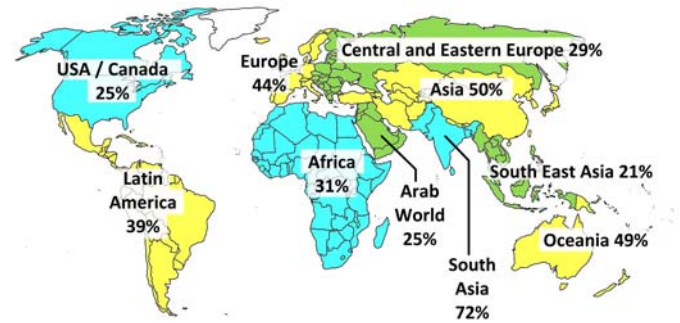 USA / Canada
25%
Europe
44%
Central and Eastern Europe 29%
Asia 50%
Latin
America
39%
Africa
31%
Arab
World
25%
South East Asia 21%
Oceania 49%
South
Asia
72%